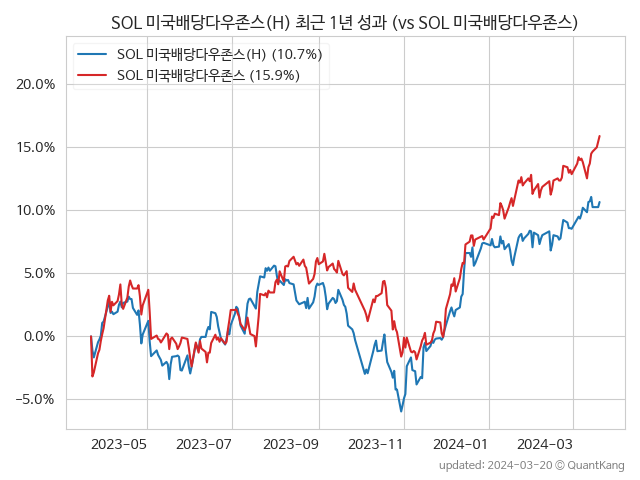 SOL 미국배당다우존스(H) 최근 1년 성과 (vs SOL 미국배당다우존스)
SOL 미국배당다우존스(H) (10.7%)
SOL 미국배당다우존스 (15.9%)
20.0%
15.0%
10.0%
5.0%
0.0%
−5.0%
2023-05 2023-07 2023-09 2023-11 2024-01 2024-03
updated: 2024-03-20 © QuantKang